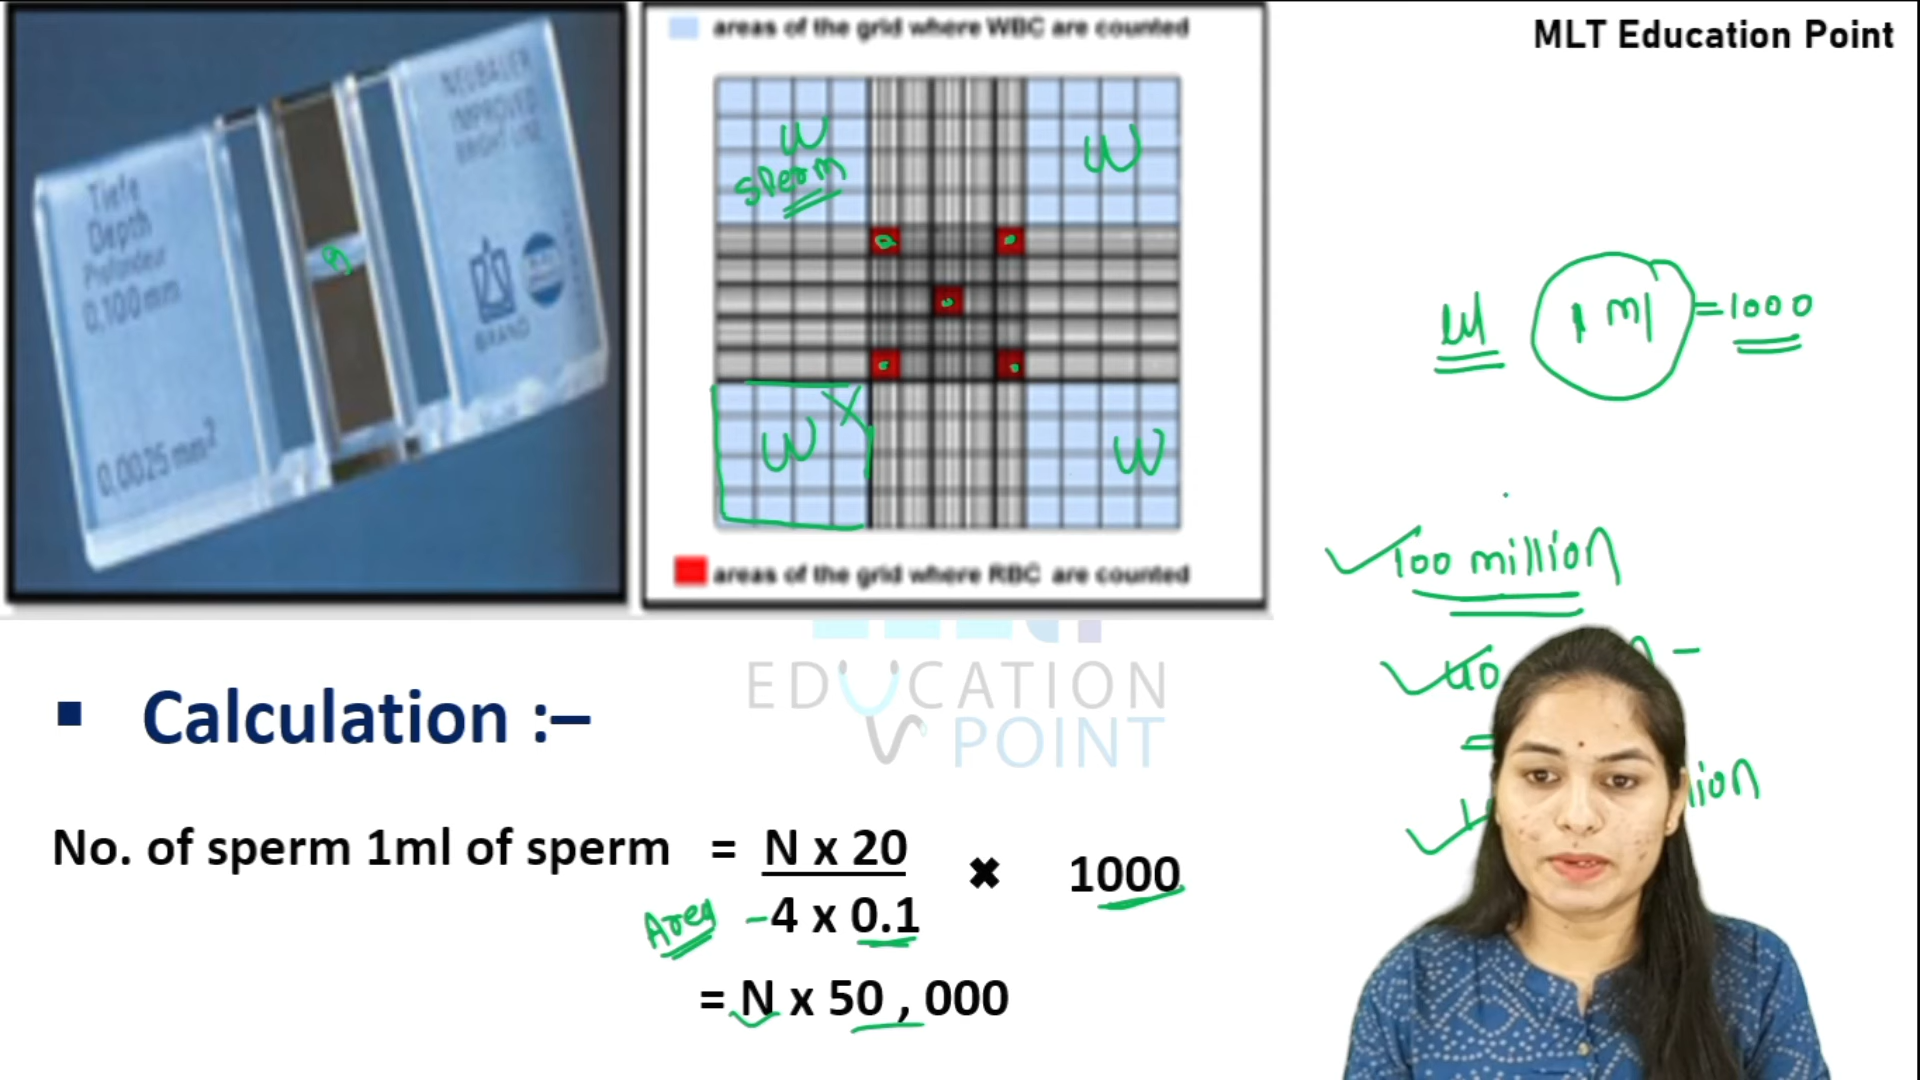 areas of the grid where WBC are counted
MLT Education Point
NEUBAUER
IMPROVED
BRIGHT LINE
Tiefe
Depth
Profondeur
0,100 mm
BRAND
0,0025 mm²
W
sperm
W
W
W
areas of the grid where RBC are counted
1 ml =1000
100 million
40
EDUCATION
POINT
▪ Calculation :–
No. of sperm 1ml of sperm = N x 20 ✖ 1000
Area -4 x 0.1
= N x 50 , 000